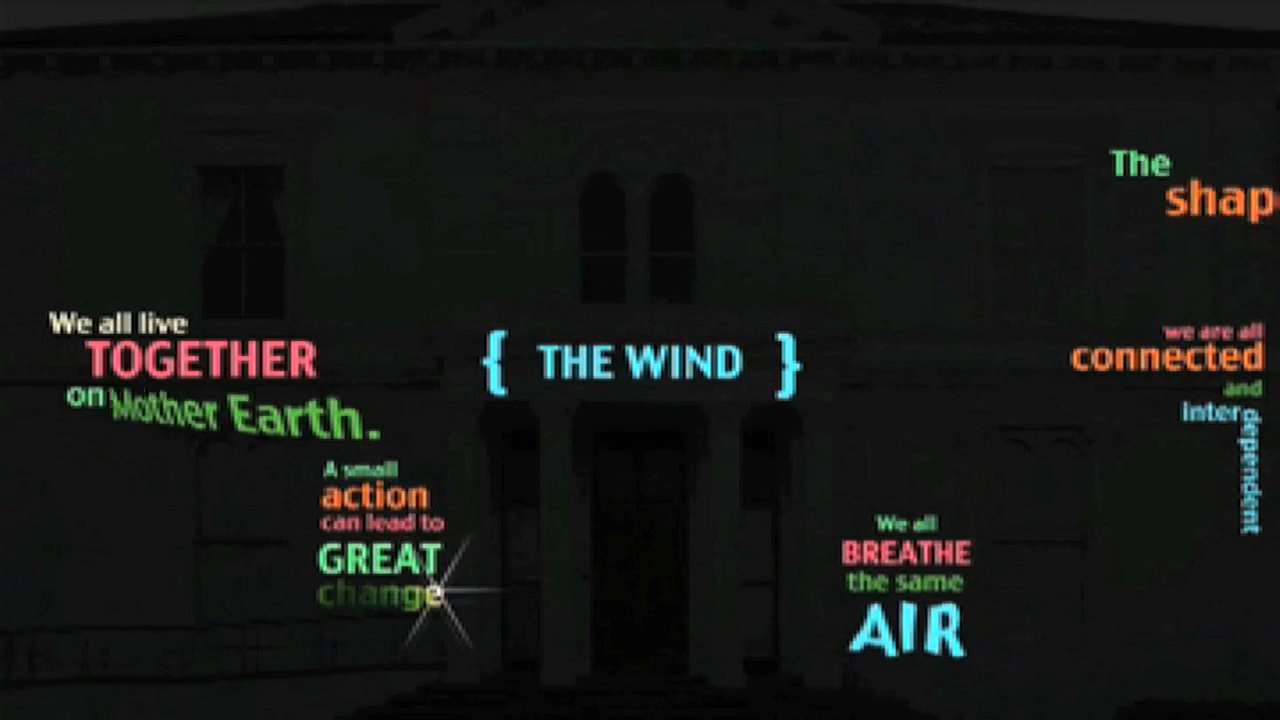 The
shap
We all live
TOGETHER
on Mother Earth.
{ THE WIND }
we are all
connected
and
inter
dependent
A small
action
can lead to
GREAT
change
We all
BREATHE
the same
AIR